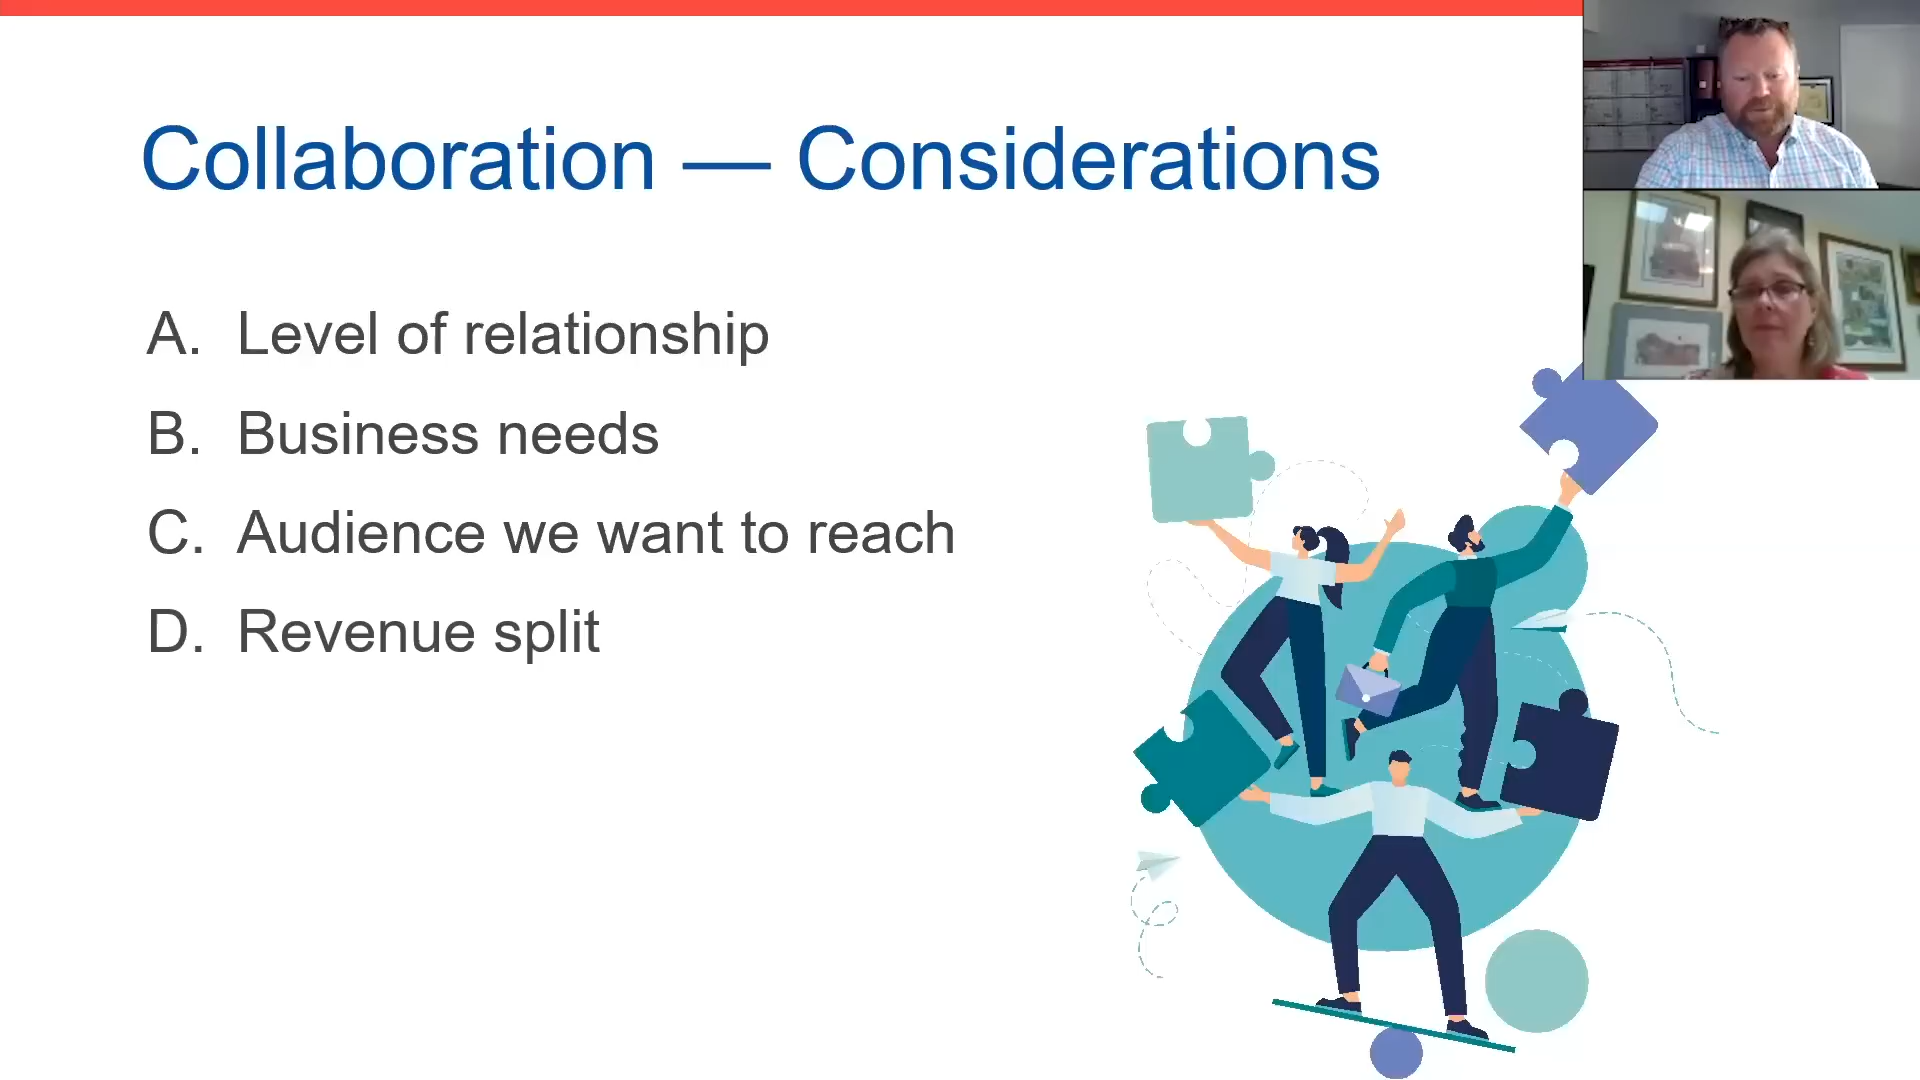 Collaboration — Considerations
A. Level of relationship
B. Business needs
C. Audience we want to reach
D. Revenue split